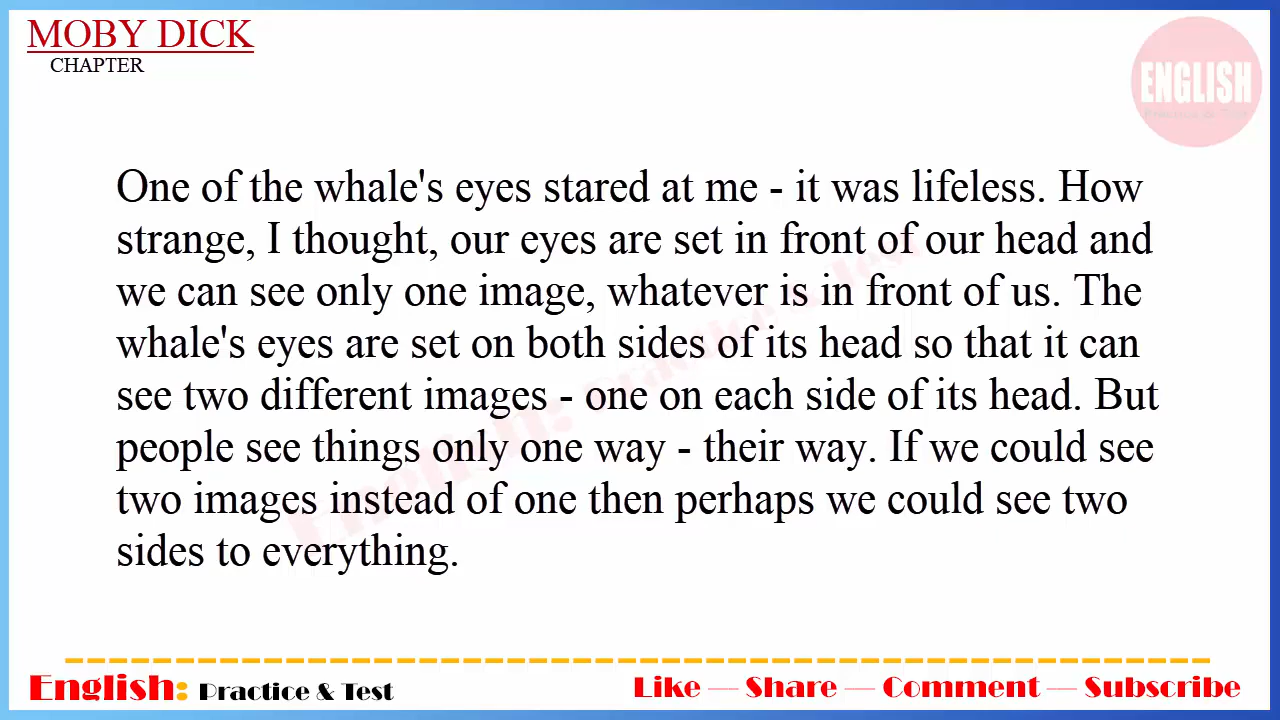 MOBY DICK
CHAPTER
ENGLISH
Practice & Test
One of the whale's eyes stared at me - it was lifeless. How
strange, I thought, our eyes are set in front of our head and
we can see only one image, whatever is in front of us. The
whale's eyes are set on both sides of its head so that it can
see two different images - one on each side of its head. But
people see things only one way - their way. If we could see
two images instead of one then perhaps we could see two
sides to everything.
English: Practice & Test
English: Practice & Test
Like — Share — Comment — Subscribe